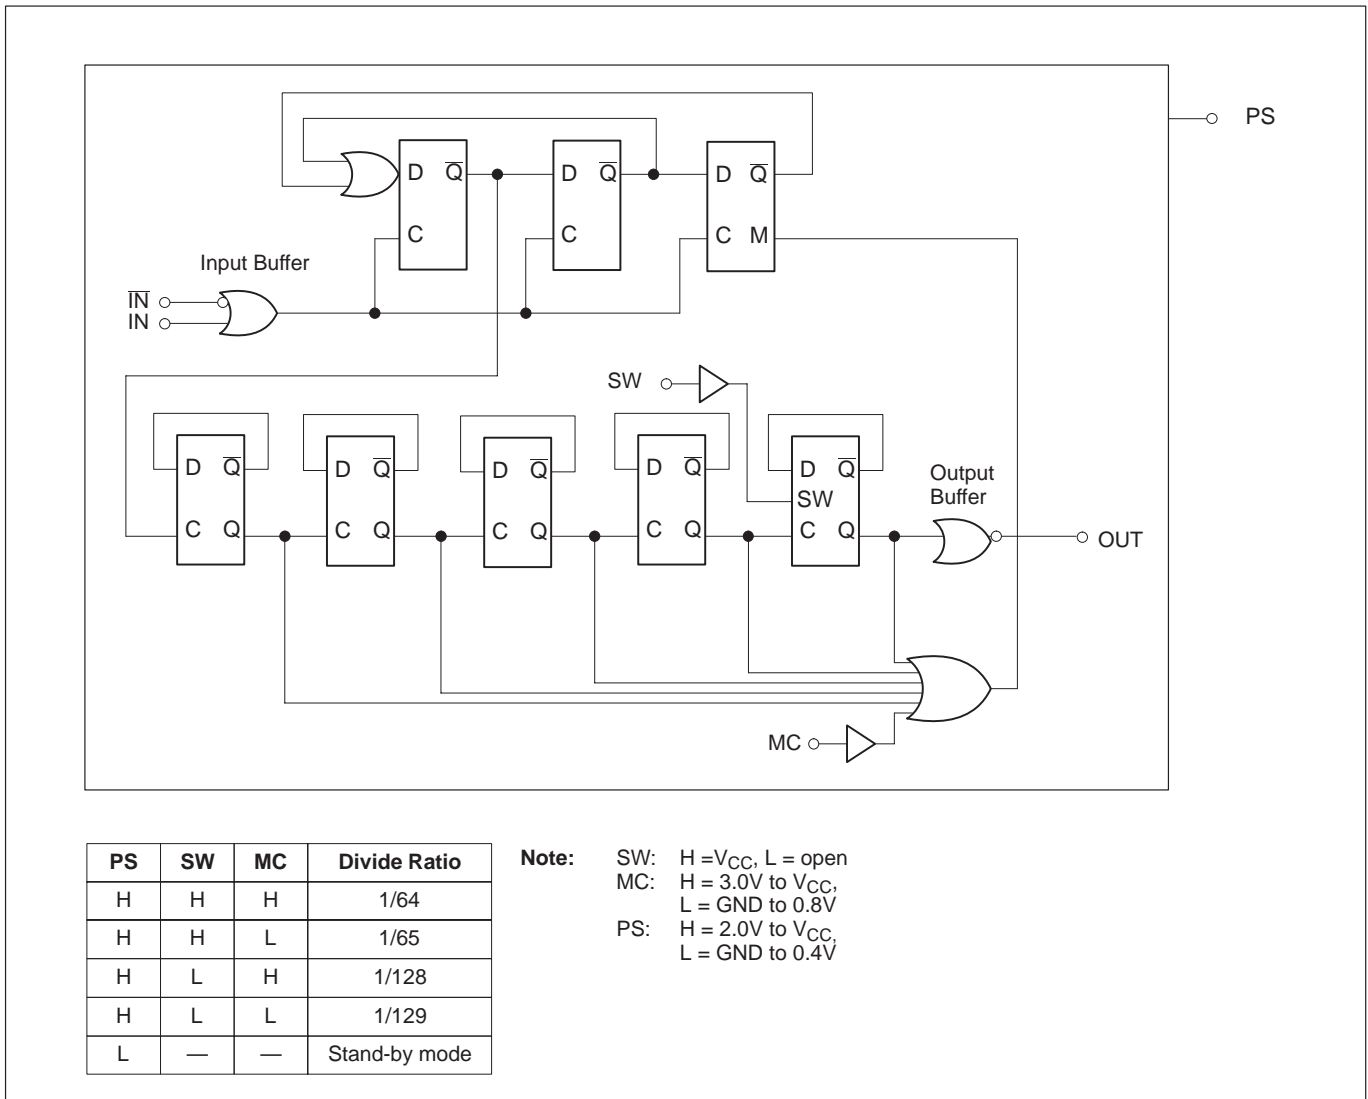 PS
D Q̅ D Q̅ D Q̅
C C C M
Input Buffer
I̅N̅
IN
SW
D Q̅ D Q̅ D Q̅ D Q̅ D Q̅
SW
C Q C Q C Q C Q C Q
Output
Buffer
OUT
MC
PS SW MC Divide Ratio
H H H 1/64
H H L 1/65
H L H 1/128
H L L 1/129
L — — Stand-by mode
Note: SW: H =VCC, L = open
MC: H = 3.0V to VCC,
L = GND to 0.8V
PS: H = 2.0V to VCC,
L = GND to 0.4V